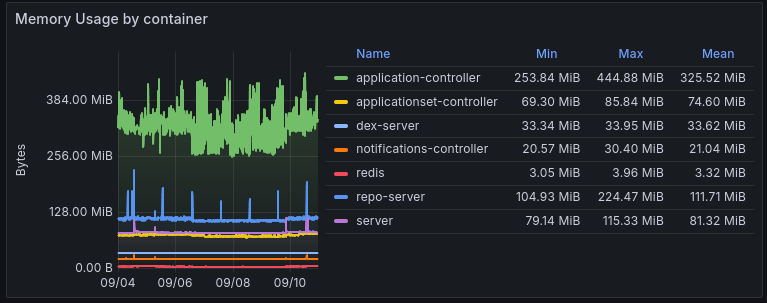 Memory Usage by container
Bytes
384.00 MiB
256.00 MiB
128.00 MiB
0.00 B
09/04 09/06 09/08 09/10
Name Min Max Mean
application-controller 253.84 MiB 444.88 MiB 325.52 MiB
applicationset-controller 69.30 MiB 85.84 MiB 74.60 MiB
dex-server 33.34 MiB 33.95 MiB 33.62 MiB
notifications-controller 20.57 MiB 30.40 MiB 21.04 MiB
redis 3.05 MiB 3.96 MiB 3.32 MiB
repo-server 104.93 MiB 224.47 MiB 111.71 MiB
server 79.14 MiB 115.33 MiB 81.32 MiB